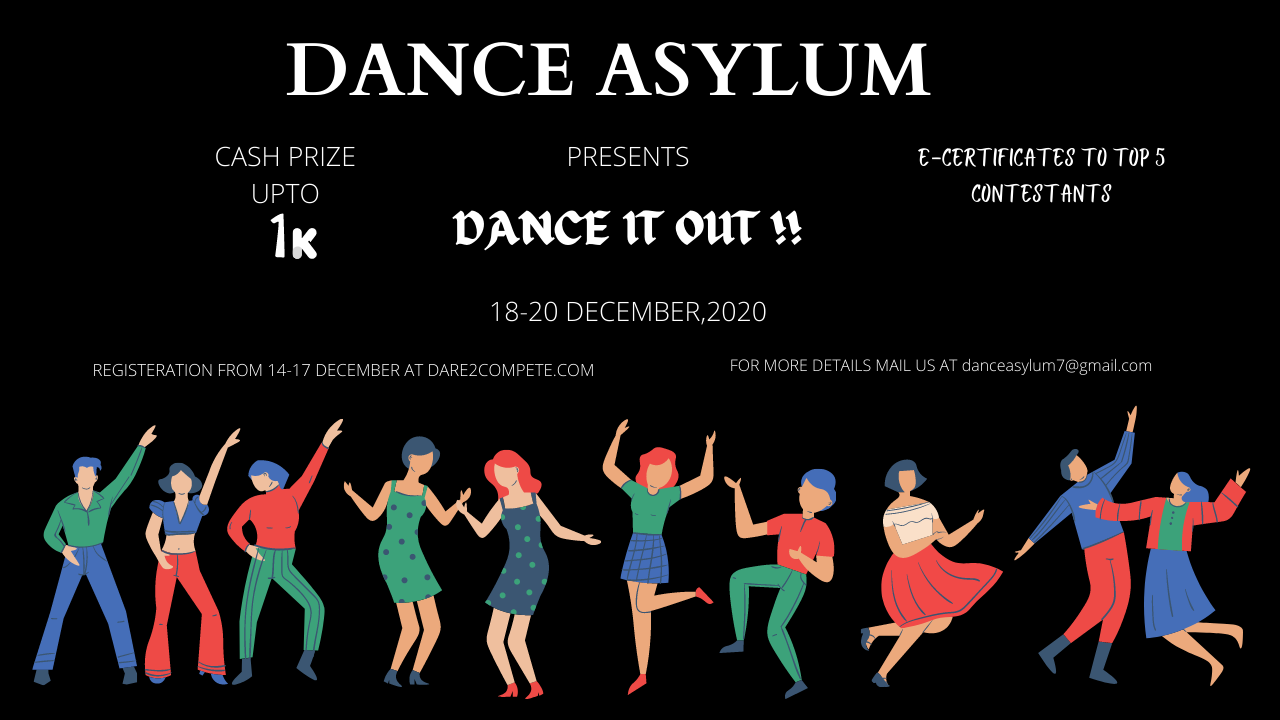 DANCE ASYLUM
CASH PRIZE
UPTO
1K
PRESENTS
DANCE IT OUT !!
E-CERTIFICATES TO TOP 5
CONTESTANTS
18-20 DECEMBER,2020
REGISTERATION FROM 14-17 DECEMBER AT DARE2COMPETE.COM
FOR MORE DETAILS MAIL US AT danceasylum7@gmail.com